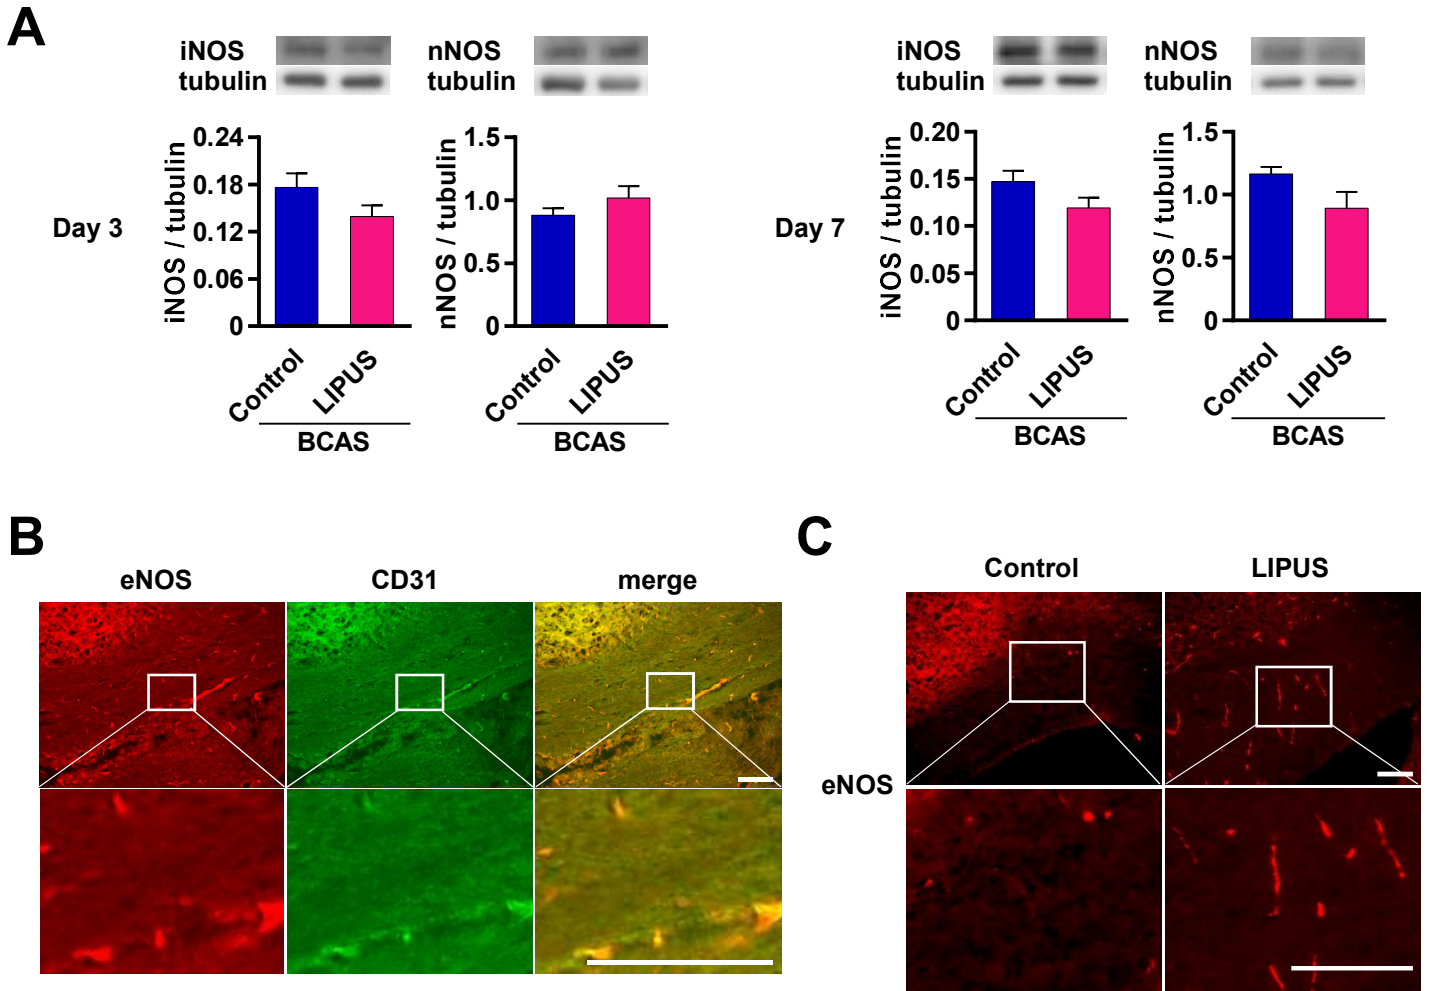 A
iNOS
tubulin
nNOS
tubulin
iNOS
tubulin
nNOS
tubulin
Day 3
iNOS / tubulin
0.24
0.18
0.12
0.06
0
Control
LIPUS
BCAS
nNOS / tubulin
1.5
1.0
0.5
0
Control
LIPUS
BCAS
Day 7
iNOS / tubulin
0.20
0.15
0.10
0.05
0
Control
LIPUS
BCAS
nNOS / tubulin
1.5
1.0
0.5
0
Control
LIPUS
BCAS
B
eNOS
CD31
merge
C
Control
LIPUS
eNOS